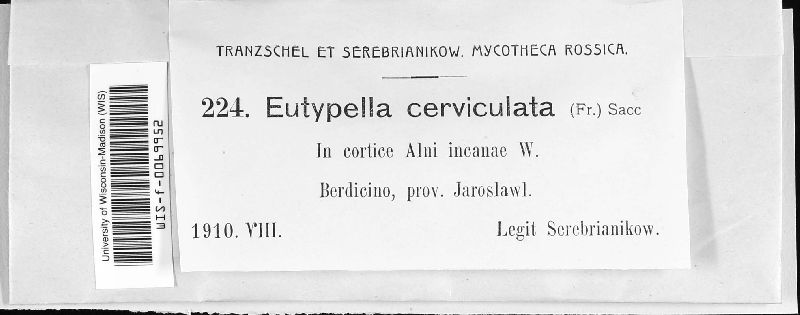 TRANZSCHEL ET SEREBRIANIKOW. MYCOTHECA ROSSICA.
224. Eutypella cerviculata (Fr.) Sacc
In cortice Alni incanae W.
Berdicino, prov. Jaroslawl.
1910. VIII. Legit Serebrianikow.
University of Wisconsin-Madison (WIS)
WIS-f-0069952